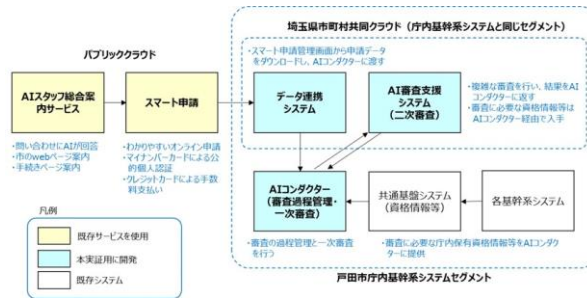 埼玉県市町村共同クラウド（庁内基幹系システムと同じセグメント）
パブリッククラウド
・スマート申請管理画面から申請データ
をダウンロードし、AIコンダクターに渡す
AIスタッフ総合案
内サービス
スマート申請
データ連携
システム
AI審査支援
システム
（二次審査）
・複雑な審査を行い、結果をAI
コンダクターに返す
・審査に必要な資格情報等は
AIコンダクター経由で入手
・問い合わせにAIが回答
・市のwebページ案内
・手続きページ案内
・わかりやすいオンライン申請
・マイナンバーカードによる公
的個人認証
・クレジットカードによる手数
料支払い
AIコンダクター
（審査過程管理・
一次審査）
共通基盤システム
（資格情報等）
各基幹系システム
・審査の過程管理と一次審査
を行う
・審査に必要な庁内保有資格情報等をAIコンダ
クターに提供
凡例
既存サービスを使用
本実証用に開発
既存システム
戸田市庁内基幹系システムセグメント